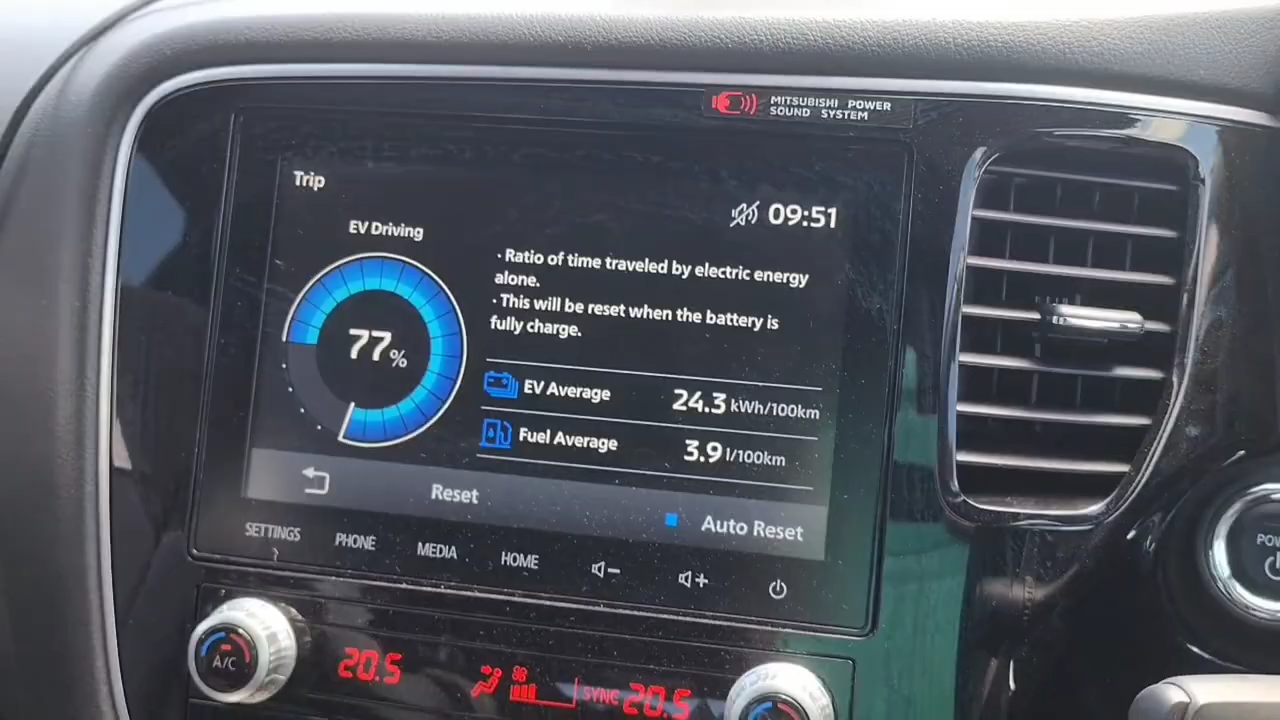 MITSUBISHI POWER
SOUND SYSTEM
Trip
09:51
EV Driving
· Ratio of time traveled by electric energy
alone.
· This will be reset when the battery is
fully charge.
77%
EV Average 24.3 kWh/100km
Fuel Average 3.9 l/100km
Reset
Auto Reset
SETTINGS PHONE MEDIA HOME
A/C
20.5
SYNC 20.5